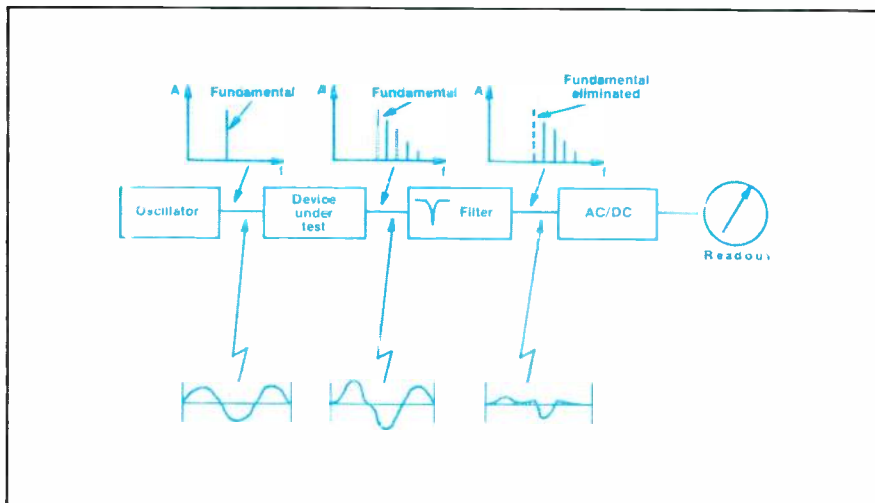 A
Fundamental
f
A
Fundamental
f
A
Fundamental
eliminated
f
Oscillator
Device
under
test
Filter
AC/DC
Readout